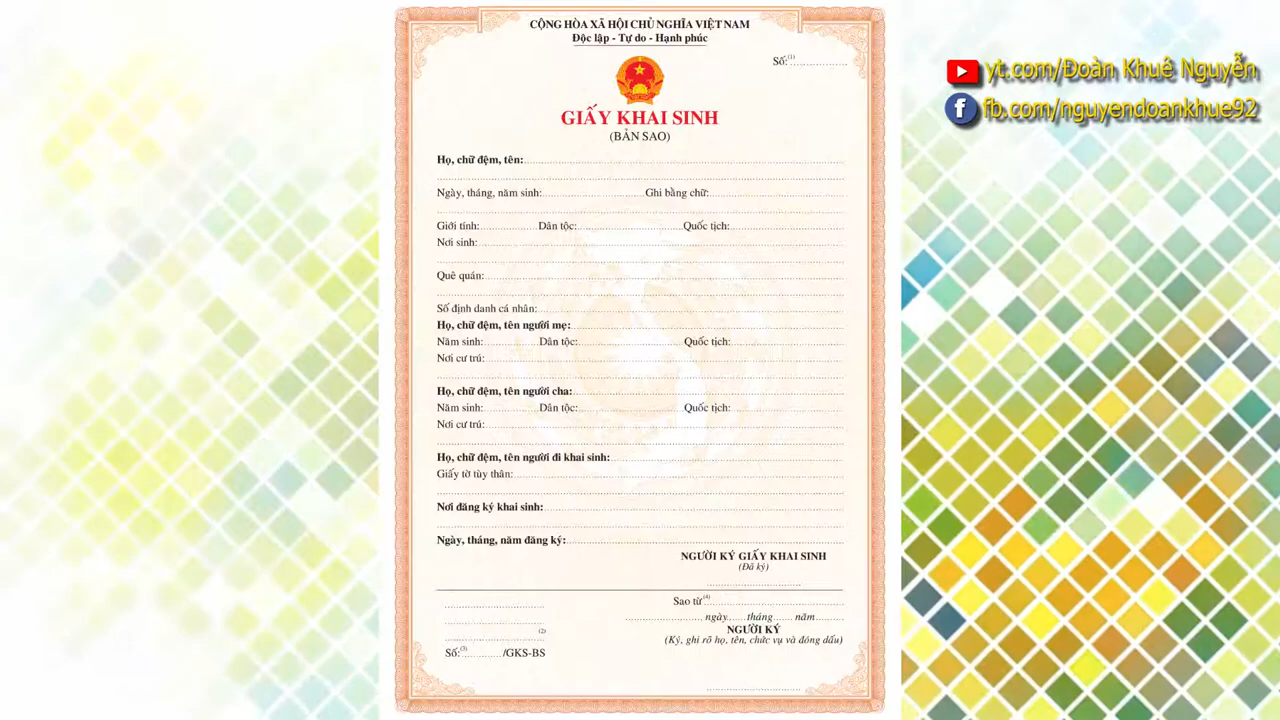 CỘNG HÒA XÃ HỘI CHỦ NGHĨA VIỆT NAM
Độc lập - Tự do - Hạnh phúc
Số:(1)
GIẤY KHAI SINH
(BẢN SAO)
Họ, chữ đệm, tên:
Ngày, tháng, năm sinh: Ghi bằng chữ:
Giới tính: Dân tộc: Quốc tịch:
Nơi sinh:
Quê quán:
Số định danh cá nhân:
Họ, chữ đệm, tên người mẹ:
Năm sinh: Dân tộc: Quốc tịch:
Nơi cư trú:
Họ, chữ đệm, tên người cha:
Năm sinh: Dân tộc: Quốc tịch:
Nơi cư trú:
Họ, chữ đệm, tên người đi khai sinh:
Giấy tờ tùy thân:
Nơi đăng ký khai sinh:
Ngày, tháng, năm đăng ký:
NGƯỜI KÝ GIẤY KHAI SINH
(Đã ký)
Sao từ(4)
, ngày tháng năm
NGƯỜI KÝ
(Ký, ghi rõ họ, tên, chức vụ và đóng dấu)
(2)
Số:(3) /GKS-BS
yt.com/Đoàn Khuê Nguyễn
fb.com/nguyendoankhue92